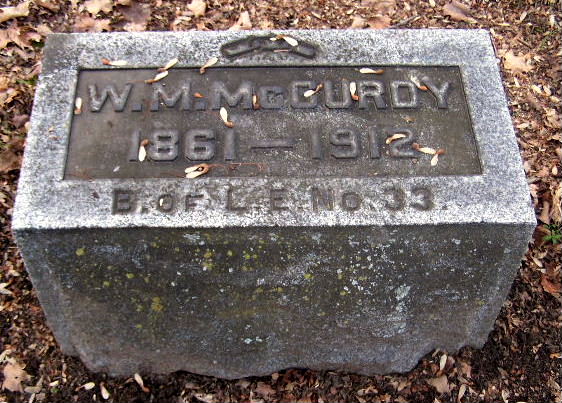 W. M. McCURDY
1861 — 1912
B. OF L. E. No. 33